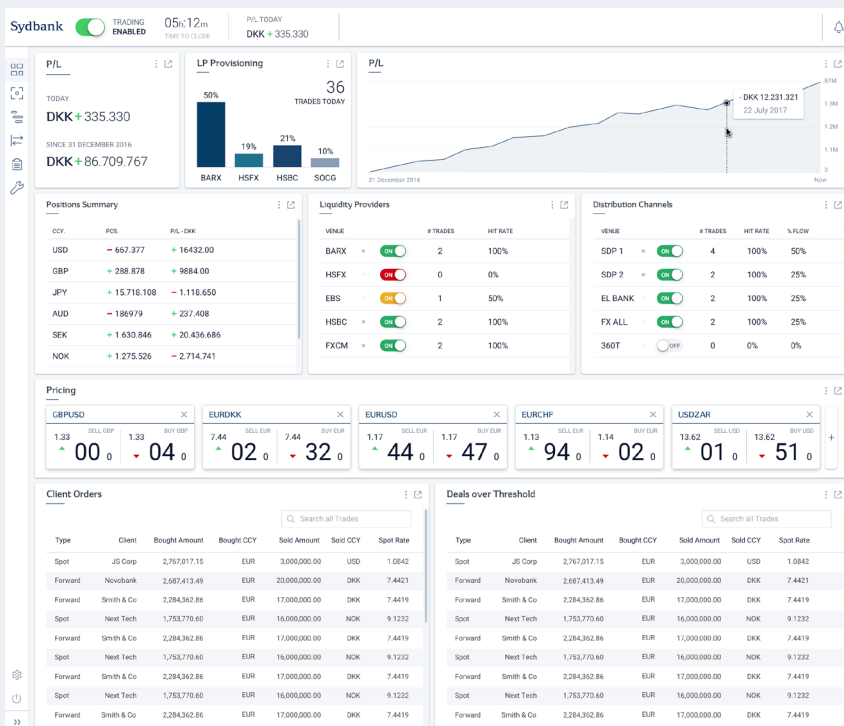 Sydbank TRADING ENABLED 05h:12m TIME TO CLOSE P/L TODAY DKK + 335.330
P/L
TODAY
DKK + 335.330
SINCE 31 DECEMBER 2016
DKK + 86.709.767
LP Provisioning
36
TRADES TODAY
50%
19%
21%
10%
BARX HSFX HSBC SOCG
P/L
87M
1.3M
1.2M
1.1M
0
- DKK 12.231.321
22 July 2017
31 December 2016 Now
Positions Summary
CCY. POS. P/L - DKK
USD - 667.377 + 16432.00
GBP + 288.878 + 9884.00
JPY + 15.718.108 - 1.118.650
AUD - 186979 + 237.408
SEK + 1.630.846 + 20.436.686
NOK + 1.275.526 - 2.714.741
Liquidity Providers
VENUE # TRADES HIT RATE
BARX ON 2 100%
HSFX ON 0 0%
EBS ON 1 50%
HSBC ON 2 100%
FXCM ON 2 100%
Distribution Channels
VENUE # TRADES HIT RATE % FLOW
SDP 1 ON 4 100% 50%
SDP 2 ON 2 100% 25%
EL BANK ON 2 100% 25%
FX ALL ON 2 100% 25%
360T OFF 0 0% 0%
Pricing
GBPUSD
SELL GBP BUY GBP
1.33 00 0 1.33 04 0
EURDKK
SELL EUR BUY EUR
7.44 02 0 7.44 32 0
EURUSD
SELL EUR BUY EUR
1.17 44 0 1.17 47 0
EURCHF
SELL EUR BUY EUR
1.13 94 0 1.14 02 0
USDZAR
SELL USD BUY USD
13.62 01 0 13.62 51 0
Client Orders
Search all Trades
Type Client Bought Amount Bought CCY Sold Amount Sold CCY Spot Rate
Spot JS Corp 2,767,017.15 EUR 3,000,000.00 USD 1.0842
Forward Novobank 2,687,413.49 EUR 20,000,000.00 DKK 7.4421
Forward Smith & Co 2,284,362.86 EUR 17,000,000.00 DKK 7.4419
Spot Next Tech 1,753,770.60 EUR 16,000,000.00 NOK 9.1232
Forward Smith & Co 2,284,362.86 EUR 17,000,000.00 DKK 7.4419
Spot Next Tech 1,753,770.60 EUR 16,000,000.00 NOK 9.1232
Forward Smith & Co 2,284,362.86 EUR 17,000,000.00 DKK 7.4419
Spot Next Tech 1,753,770.60 EUR 16,000,000.00 NOK 9.1232
Forward Smith & Co 2,284,362.86 EUR 17,000,000.00 DKK 7.4419
Deals over Threshold
Search all Trades
Type Client Bought Amount Bought CCY Sold Amount Sold CCY Spot Rate
Spot JS Corp 2,767,017.15 EUR 3,000,000.00 USD 1.0842
Forward Novobank 2,687,413.49 EUR 20,000,000.00 DKK 7.4421
Forward Smith & Co 2,284,362.86 EUR 17,000,000.00 DKK 7.4419
Spot Next Tech 1,753,770.60 EUR 16,000,000.00 NOK 9.1232
Forward Smith & Co 2,284,362.86 EUR 17,000,000.00 DKK 7.4419
Spot Next Tech 1,753,770.60 EUR 16,000,000.00 NOK 9.1232
Forward Smith & Co 2,284,362.86 EUR 17,000,000.00 DKK 7.4419
Spot Next Tech 1,753,770.60 EUR 16,000,000.00 NOK 9.1232
Forward Smith & Co 2,284,362.86 EUR 17,000,000.00 DKK 7.4419